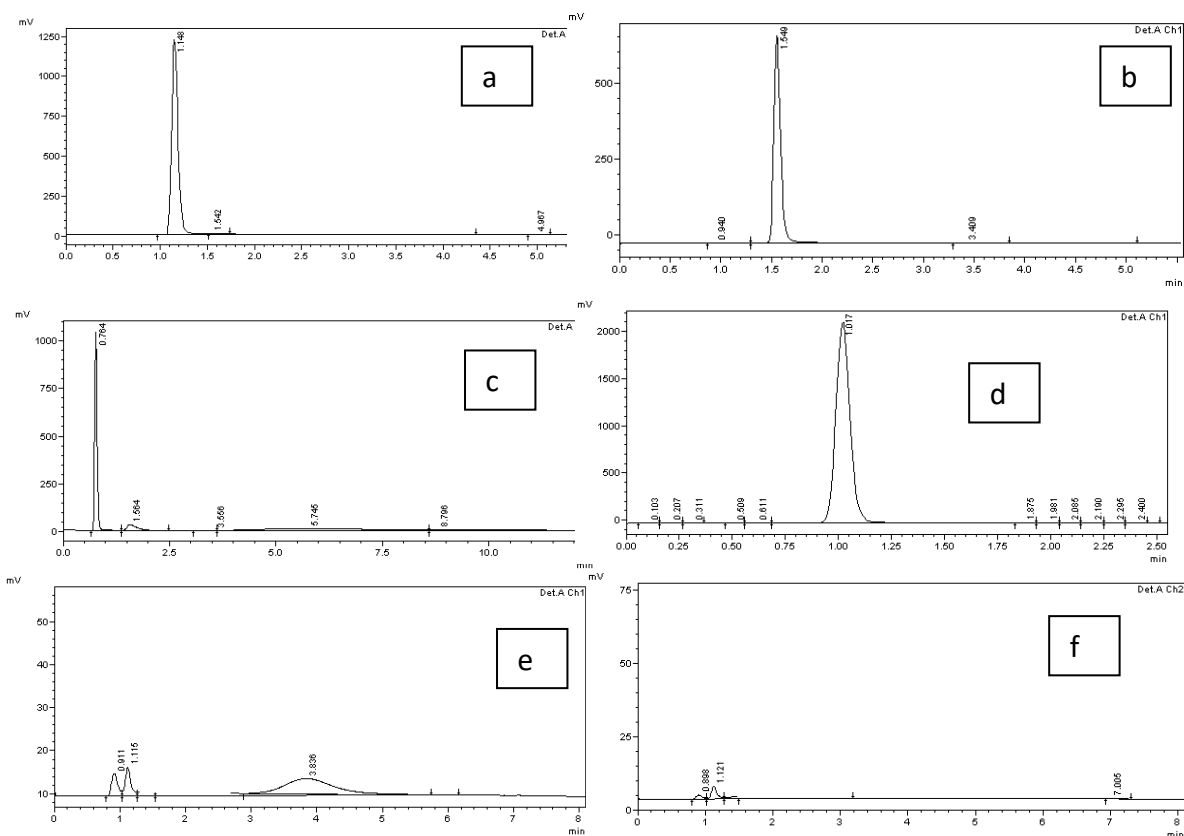 mV
Det.A
1250
1000
750
500
250
0
1.148
1.542
4.967
a
0.0 0.5 1.0 1.5 2.0 2.5 3.0 3.5 4.0 4.5 5.0
mV
Det.A Ch1
500
250
0
0.940
1.549
3.409
b
0.0 0.5 1.0 1.5 2.0 2.5 3.0 3.5 4.0 4.5 5.0
min
mV
Det.A
1000
750
500
250
0
0.764
1.564
3.556
5.745
8.796
c
0.0 2.5 5.0 7.5 10.0
min
mV
Det.A Ch1
2000
1500
1000
500
0
0.103
0.207
0.311
0.509
0.611
1.017
1.875
1.981
2.085
2.190
2.295
2.400
d
0.00 0.25 0.50 0.75 1.00 1.25 1.50 1.75 2.00 2.25 2.50
min
mV
Det.A Ch1
50
40
30
20
10
0.911
1.115
3.836
e
0 1 2 3 4 5 6 7 8
min
mV
Det.A Ch2
75
50
25
0
0.898
1.121
7.005
f
0 1 2 3 4 5 6 7 8
min